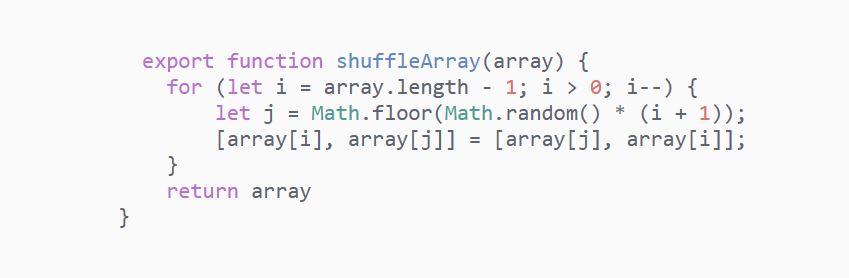 export function shuffleArray(array) {
for (let i = array.length - 1; i > 0; i--) {
let j = Math.floor(Math.random() * (i + 1));
[array[i], array[j]] = [array[j], array[i]];
}
return array
}